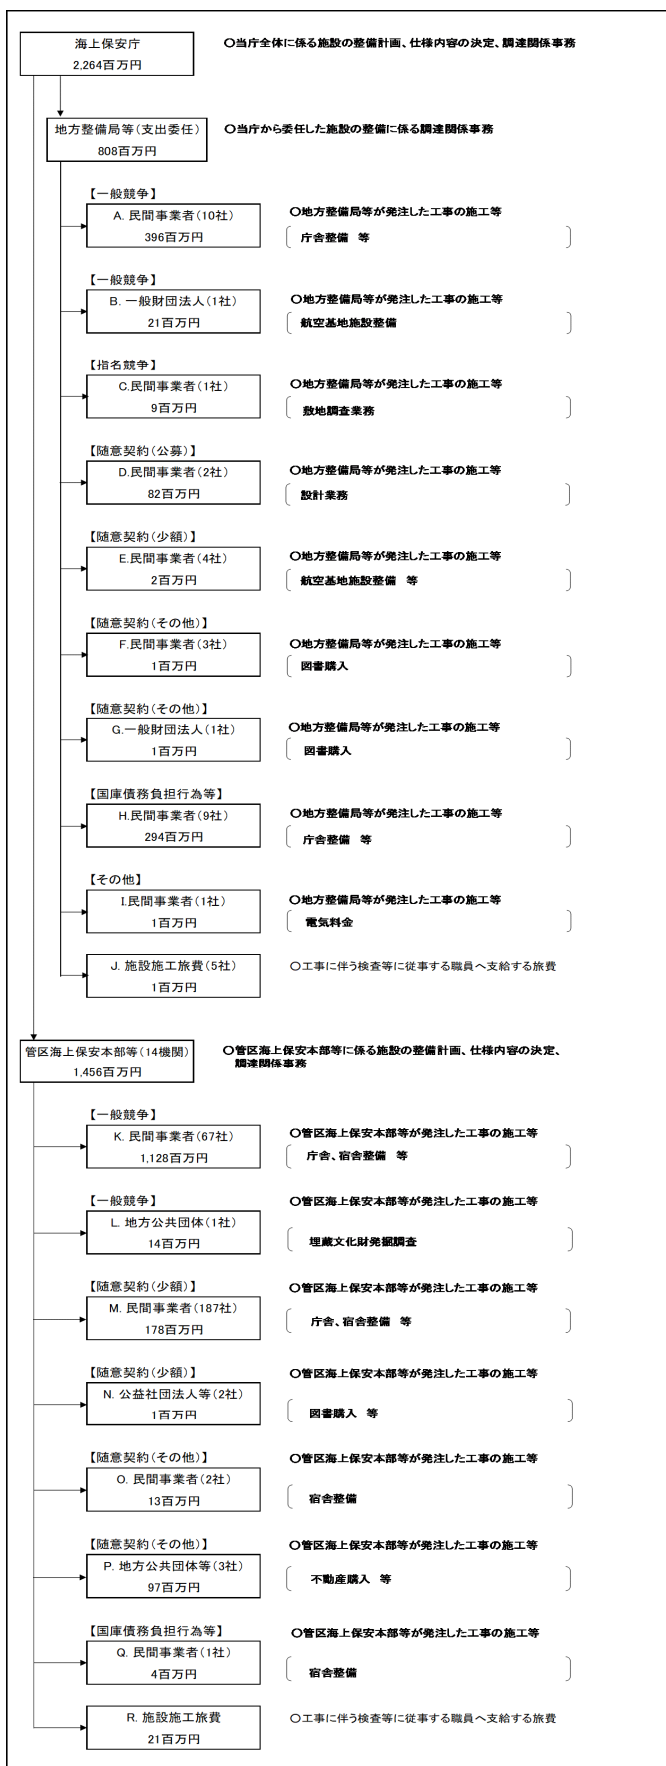 海上保安庁
2,264百万円
〇当庁全体に係る施設の整備計画、仕様内容の決定、調達関係事務
地方整備局等(支出委任)
808百万円
〇当庁から委任した施設の整備に係る調達関係事務
【一般競争】
A. 民間事業者(10社)
396百万円
〇地方整備局等が発注した工事の施工等
庁舎整備 等
【一般競争】
B. 一般財団法人(1社)
21百万円
〇地方整備局等が発注した工事の施工等
航空基地施設整備
【指名競争】
C.民間事業者(1社)
9百万円
〇地方整備局等が発注した工事の施工等
敷地調査業務
【随意契約(公募)】
D.民間事業者(2社)
82百万円
〇地方整備局等が発注した工事の施工等
設計業務
【随意契約(少額)】
E.民間事業者(4社)
2百万円
〇地方整備局等が発注した工事の施工等
航空基地施設整備 等
【随意契約(その他)】
F.民間事業者(3社)
1百万円
〇地方整備局等が発注した工事の施工等
図書購入
【随意契約(その他)】
G.一般財団法人(1社)
1百万円
〇地方整備局等が発注した工事の施工等
図書購入
【国庫債務負担行為等】
H.民間事業者(9社)
294百万円
〇地方整備局等が発注した工事の施工等
庁舎整備 等
【その他】
I.民間事業者(1社)
1百万円
〇地方整備局等が発注した工事の施工等
電気料金
J. 施設施工旅費(5社)
1百万円
〇工事に伴う検査等に従事する職員へ支給する旅費
管区海上保安本部等(14機関)
1,456百万円
〇管区海上保安本部等に係る施設の整備計画、仕様内容の決定、
調達関係事務
【一般競争】
K. 民間事業者(67社)
1,128百万円
〇管区海上保安本部等が発注した工事の施工等
庁舎、宿舎整備 等
【一般競争】
L. 地方公共団体(1社)
14百万円
〇管区海上保安本部等が発注した工事の施工等
埋蔵文化財発掘調査
【随意契約(少額)】
M. 民間事業者(187社)
178百万円
〇管区海上保安本部等が発注した工事の施工等
庁舎、宿舎整備 等
【随意契約(少額)】
N. 公益社団法人等(2社)
1百万円
〇管区海上保安本部等が発注した工事の施工等
図書購入 等
【随意契約(その他)】
O. 民間事業者(2社)
13百万円
〇管区海上保安本部等が発注した工事の施工等
宿舎整備
【随意契約(その他)】
P. 地方公共団体等(3社)
97百万円
〇管区海上保安本部等が発注した工事の施工等
不動産購入 等
【国庫債務負担行為等】
Q. 民間事業者(1社)
4百万円
〇管区海上保安本部等が発注した工事の施工等
宿舎整備
R. 施設施工旅費
21百万円
〇工事に伴う検査等に従事する職員へ支給する旅費